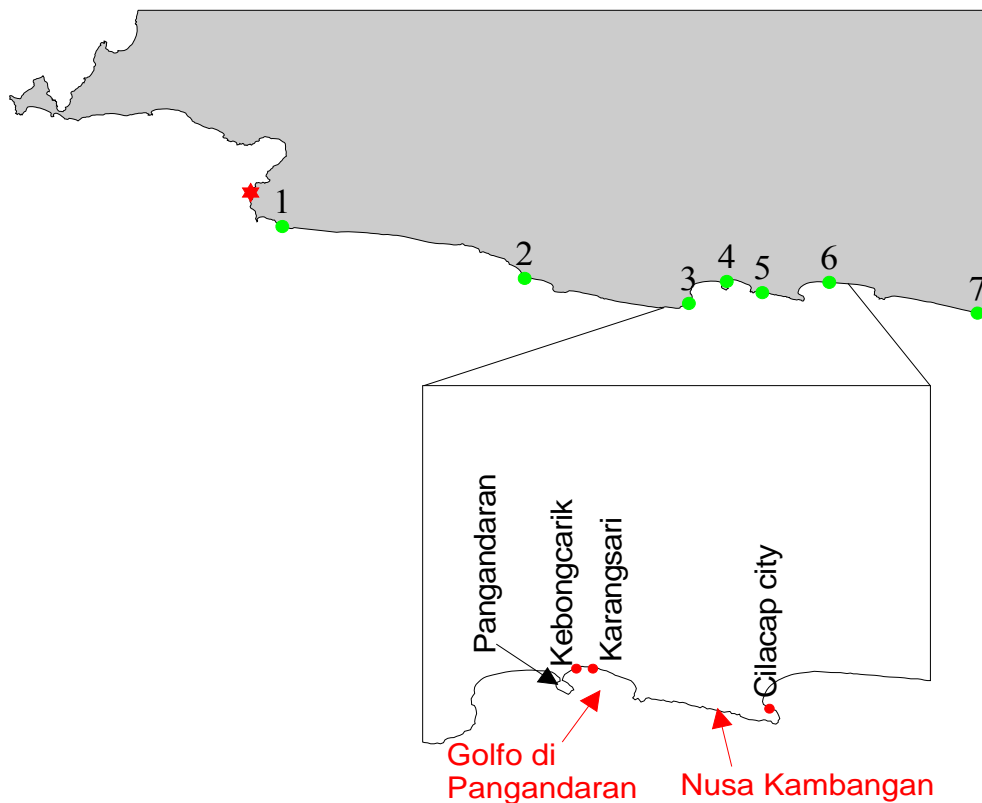 1
2
3
4
5
6
7
Pangandaran
Kebongcarik
Karangsari
Cilacap city
Golfo di
Pangandaran
Nusa Kambangan